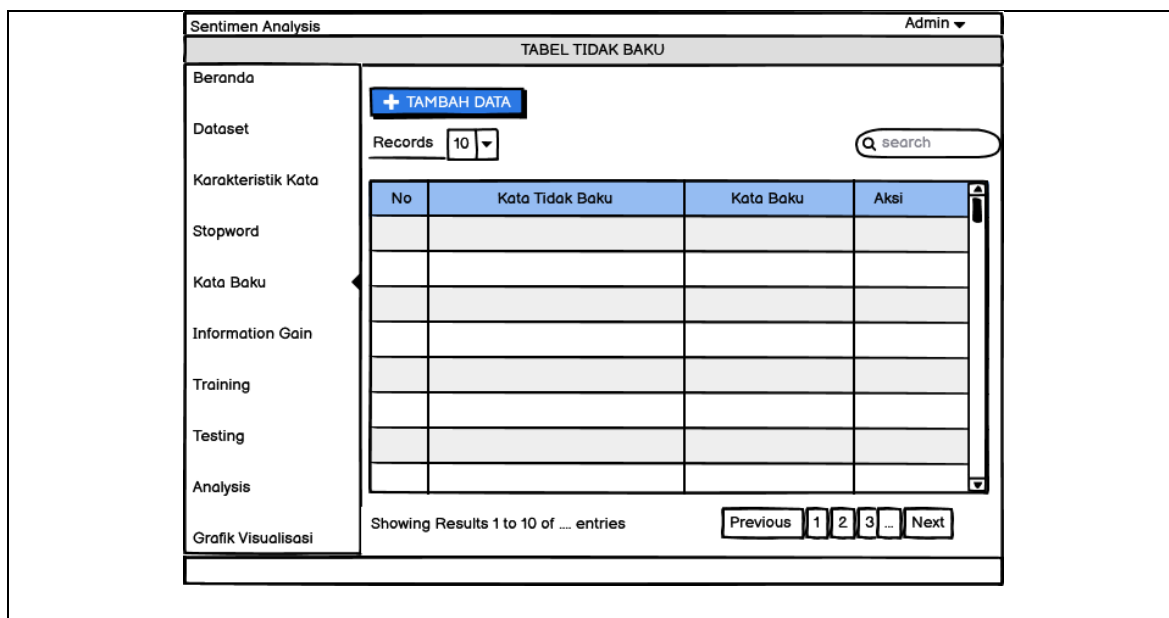 Sentimen Analysis Admin
TABEL TIDAK BAKU
Beranda
Dataset
Karakteristik Kata
Stopword
Kata Baku
Information Gain
Training
Testing
Analysis
Grafik Visualisasi
TAMBAH DATA
Records 10 search
No Kata Tidak Baku Kata Baku Aksi
Showing Results 1 to 10 of .... entries Previous 1 2 3 ... Next